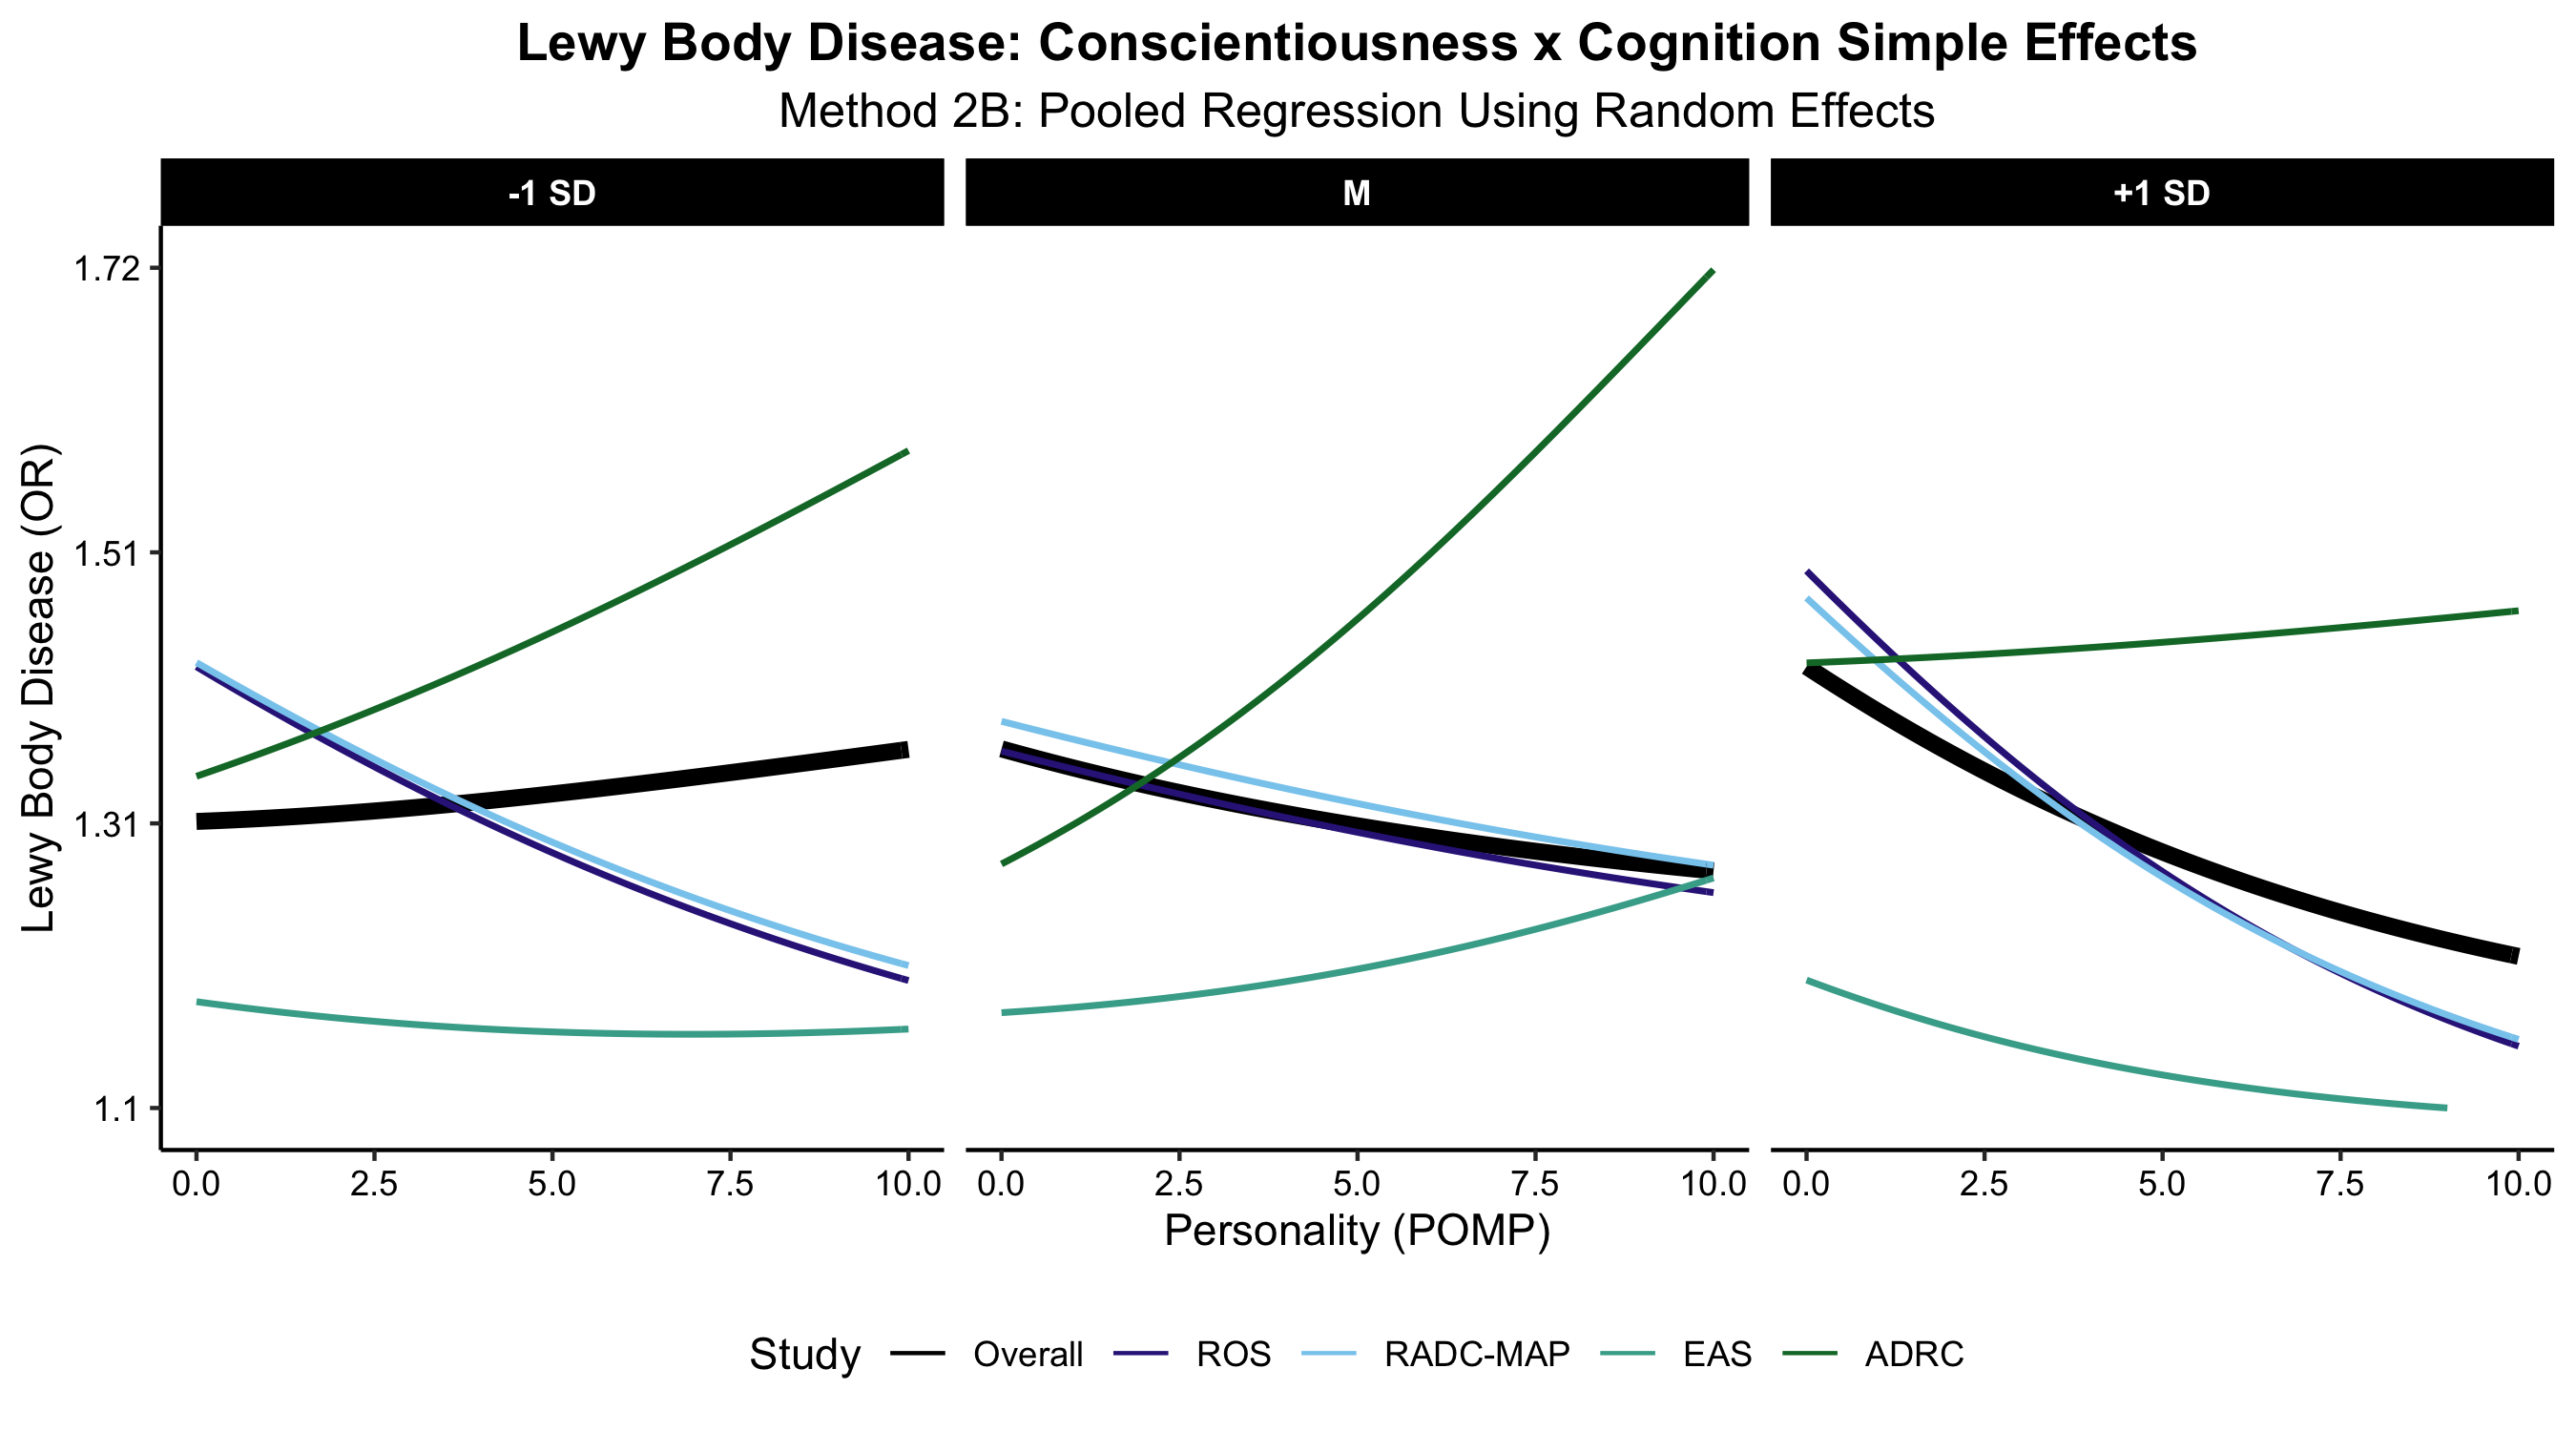 Lewy Body Disease: Conscientiousness x Cognition Simple Effects
Method 2B: Pooled Regression Using Random Effects
-1 SD M +1 SD
Lewy Body Disease (OR)
1.72
1.51
1.31
1.1
0.0 2.5 5.0 7.5 10.0 0.0 2.5 5.0 7.5 10.0 0.0 2.5 5.0 7.5 10.0
Personality (POMP)
Study Overall ROS RADC-MAP EAS ADRC